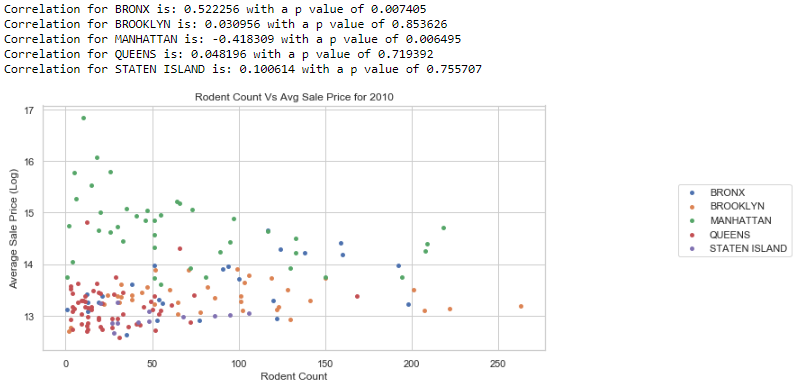 Correlation for BRONX is: 0.522256 with a p value of 0.007405
Correlation for BROOKLYN is: 0.030956 with a p value of 0.853626
Correlation for MANHATTAN is: -0.418309 with a p value of 0.006495
Correlation for QUEENS is: 0.048196 with a p value of 0.719392
Correlation for STATEN ISLAND is: 0.100614 with a p value of 0.755707
Rodent Count Vs Avg Sale Price for 2010
Average Sale Price (Log)
17
16
15
14
13
0 50 100 150 200 250
Rodent Count
BRONX
BROOKLYN
MANHATTAN
QUEENS
STATEN ISLAND